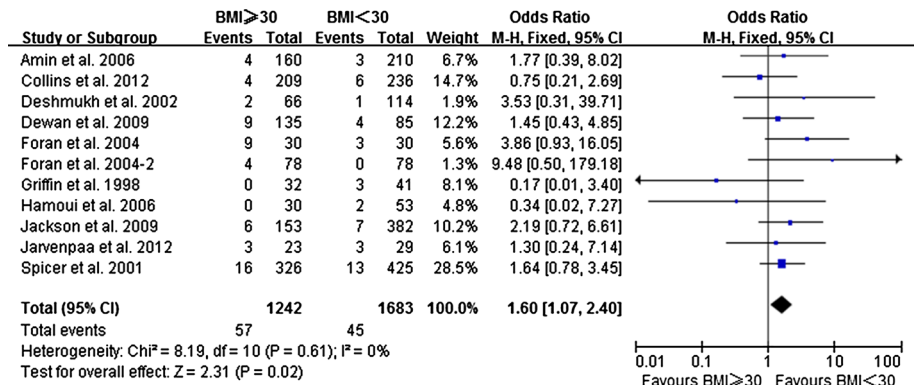 BMI⩾30 BMI<30 Odds Ratio Odds Ratio
Study or Subgroup Events Total Events Total Weight M-H, Fixed, 95% CI M-H, Fixed, 95% CI
Amin et al. 2006 4 160 3 210 6.7% 1.77 [0.39, 8.02]
Collins et al. 2012 4 209 6 236 14.7% 0.75 [0.21, 2.69]
Deshmukh et al. 2002 2 66 1 114 1.9% 3.53 [0.31, 39.71]
Dewan et al. 2009 9 135 4 85 12.2% 1.45 [0.43, 4.85]
Foran et al. 2004 9 30 3 30 5.6% 3.86 [0.93, 16.05]
Foran et al. 2004-2 4 78 0 78 1.3% 9.48 [0.50, 179.18]
Griffin et al. 1998 0 32 3 41 8.1% 0.17 [0.01, 3.40]
Hamoui et al. 2006 0 30 2 53 4.8% 0.34 [0.02, 7.27]
Jackson et al. 2009 6 153 7 382 10.2% 2.19 [0.72, 6.61]
Jarvenpaa et al. 2012 3 23 3 29 6.1% 1.30 [0.24, 7.14]
Spicer et al. 2001 16 326 13 425 28.5% 1.64 [0.78, 3.45]
Total (95% CI) 1242 1683 100.0% 1.60 [1.07, 2.40]
Total events 57 45
Heterogeneity: Chi² = 8.19, df = 10 (P = 0.61); I² = 0%
Test for overall effect: Z = 2.31 (P = 0.02)
0.01 0.1 1 10 100
Favours BMI⩾30 Favours BMI<30